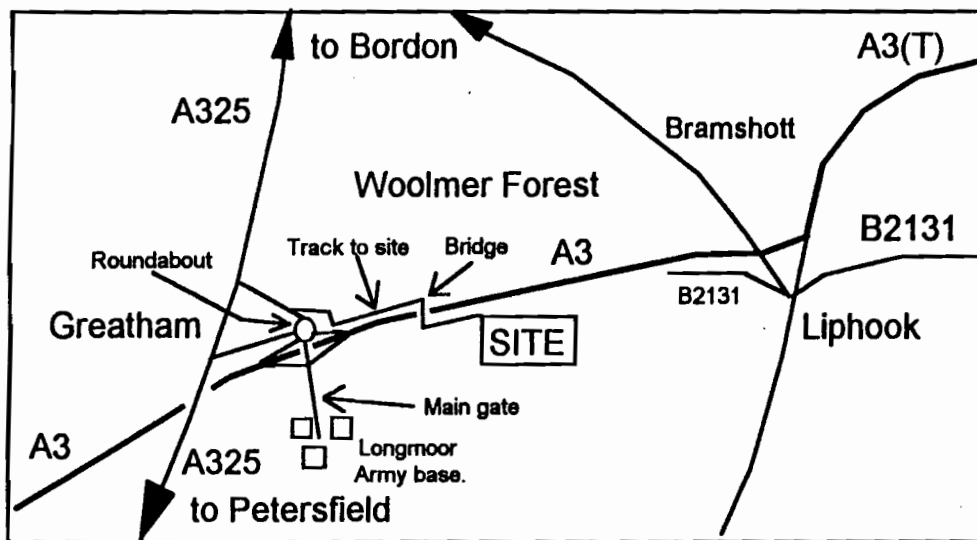 to Bordon
A3(T)
A325
Bramshott
Woolmer Forest
B2131
Roundabout
Track to site
Bridge
A3
B2131
Greatham
SITE
Liphook
Main gate
A3
A325
Longmoor
Army base.
to Petersfield